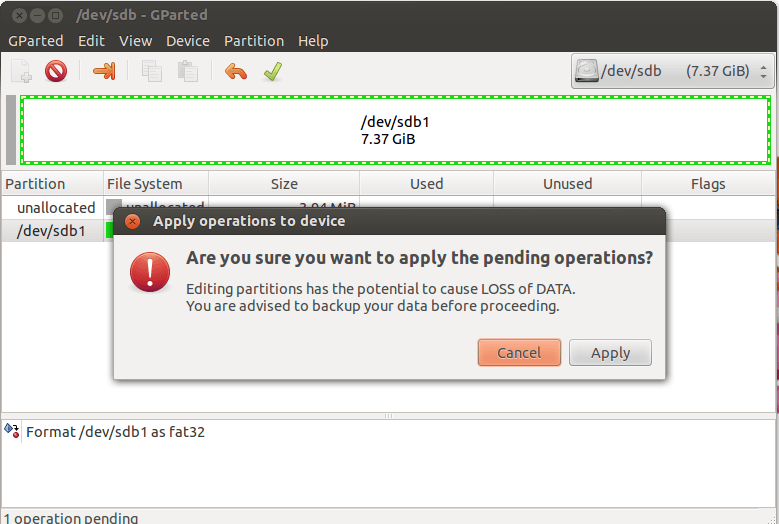 /dev/sdb - GParted
GParted Edit View Device Partition Help
/dev/sdb (7.37 GiB)
/dev/sdb1
7.37 GiB
Partition File System Size Used Unused Flags
unallocated unallocated 3.94 MiB
/dev/sdb1
Apply operations to device
Are you sure you want to apply the pending operations?
Editing partitions has the potential to cause LOSS of DATA.
You are advised to backup your data before proceeding.
Cancel Apply
Format /dev/sdb1 as fat32
1 operation pending